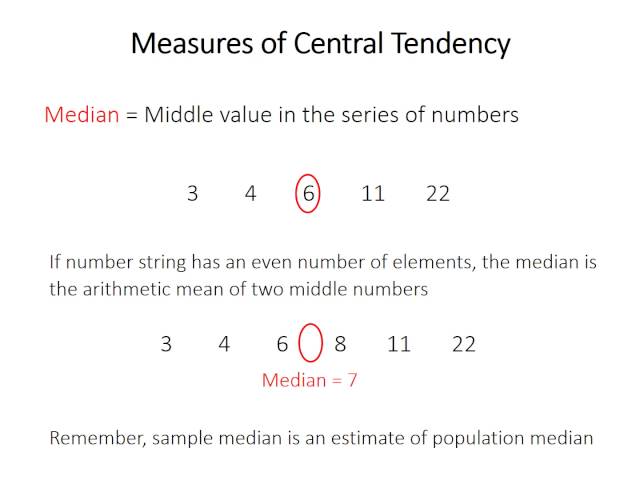 Measures of Central Tendency
Median = Middle value in the series of numbers
3 4 6 11 22
If number string has an even number of elements, the median is
the arithmetic mean of two middle numbers
3 4 6 8 11 22
Median = 7
Remember, sample median is an estimate of population median